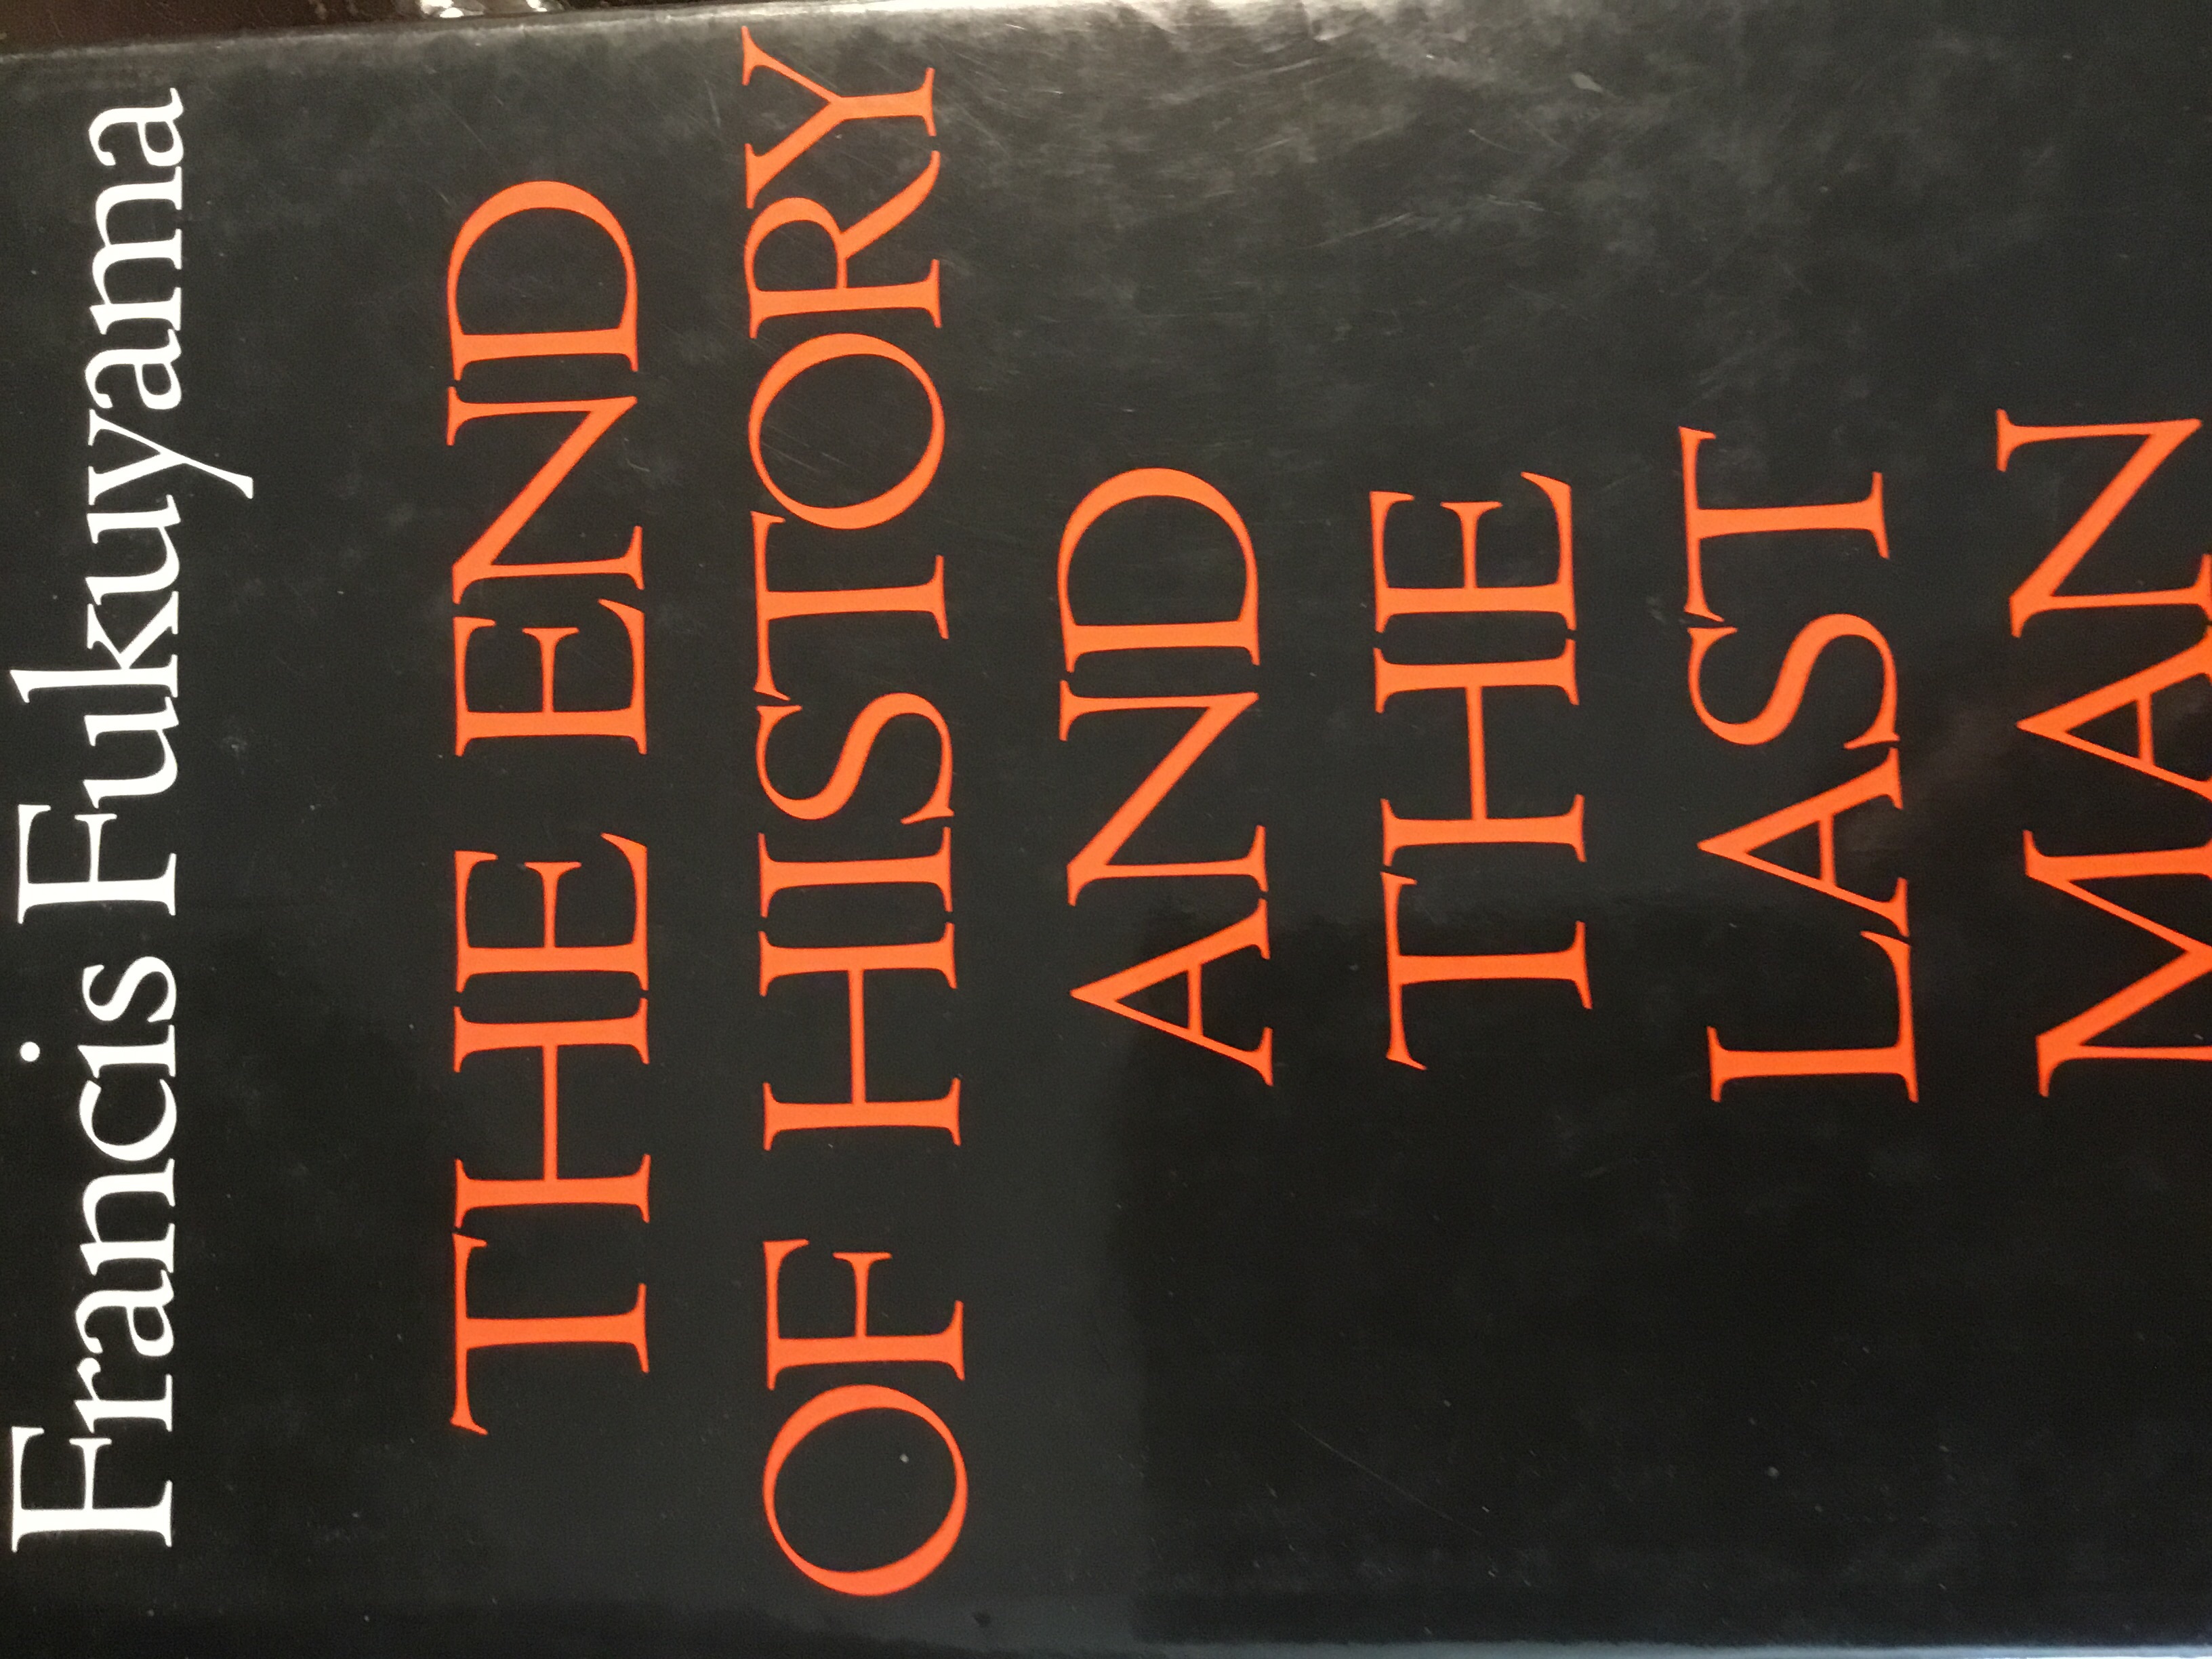 Francis Fukuyama
THE END
OF HISTORY
AND
THE
LAST
MAN